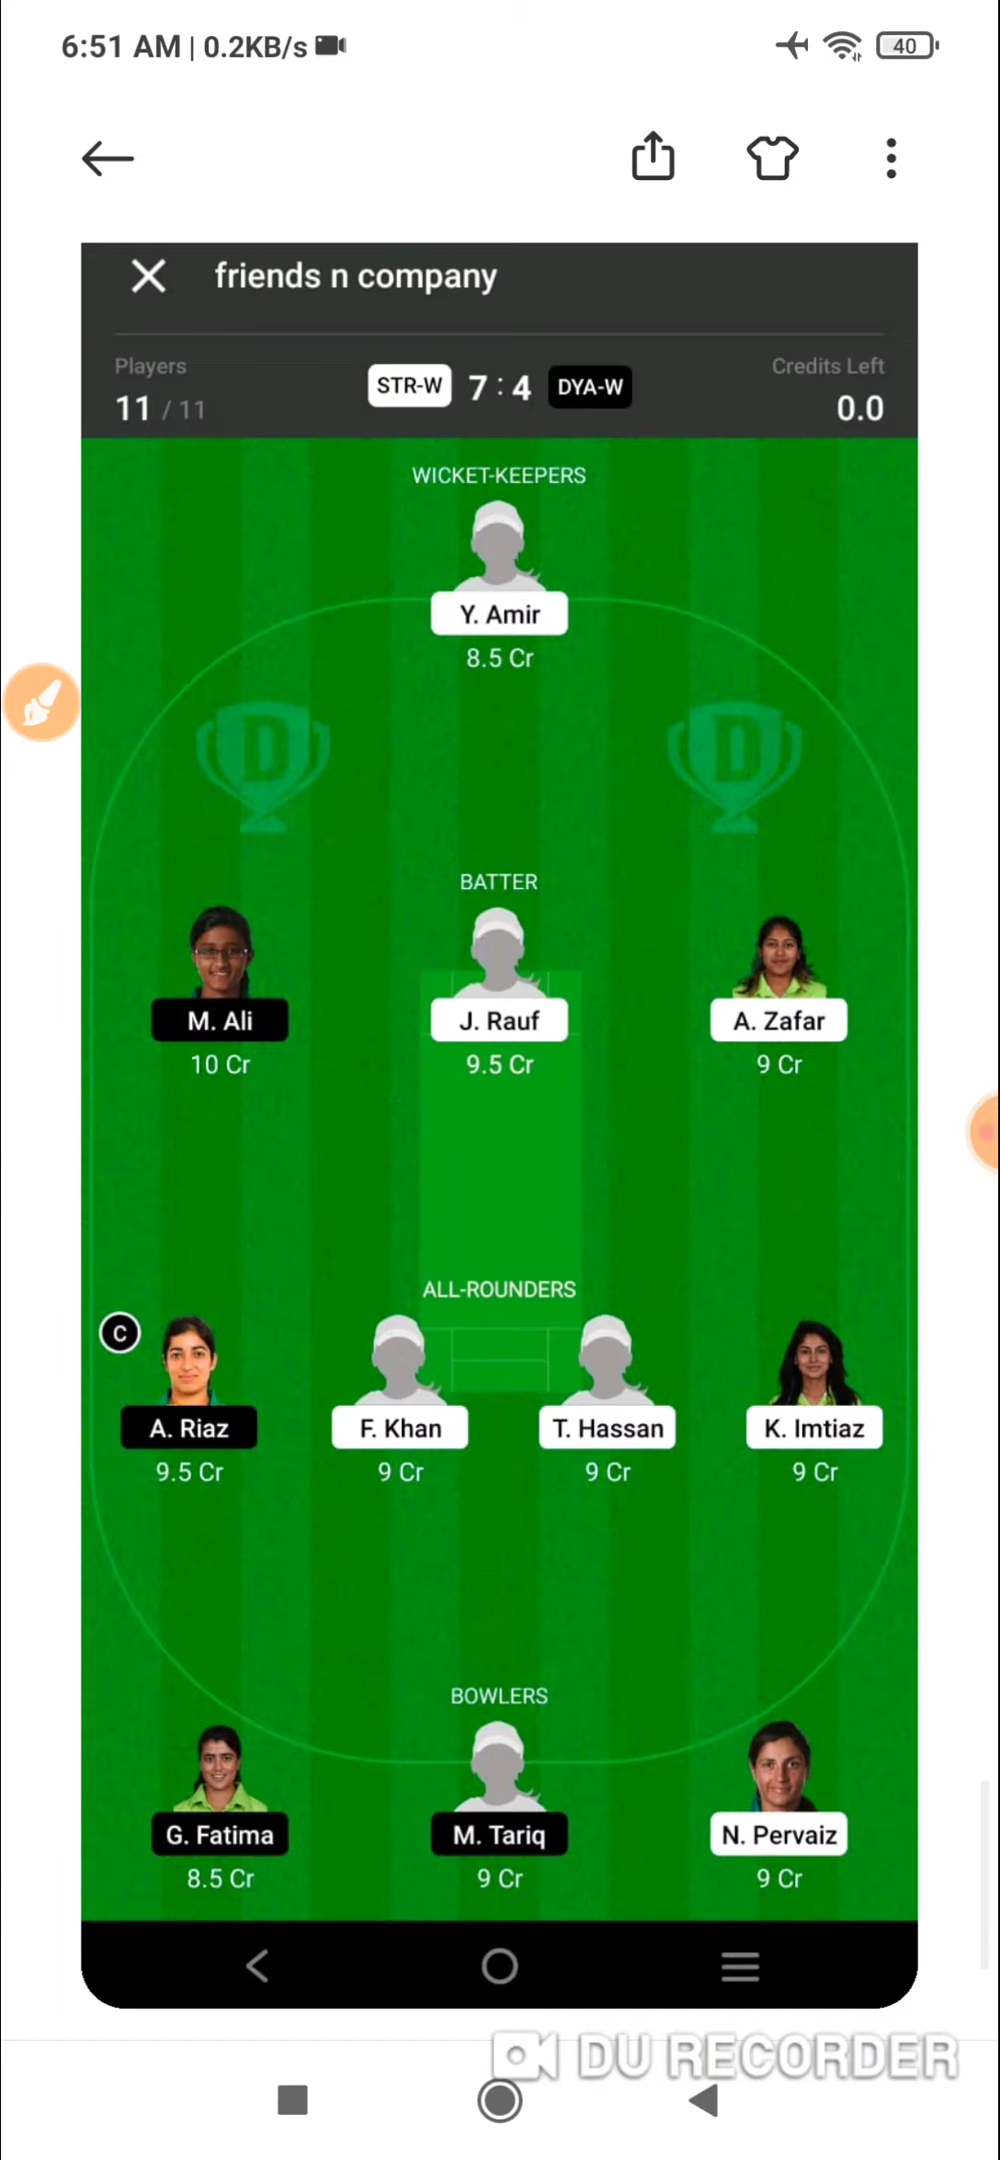 6:51 AM | 0.2KB/s
40
friends n company
Players
Credits Left
11 / 11
STR-W 7 : 4 DYA-W
0.0
WICKET-KEEPERS
Y. Amir
8.5 Cr
D D
BATTER
M. Ali J. Rauf A. Zafar
10 Cr 9.5 Cr 9 Cr
ALL-ROUNDERS
C
A. Riaz F. Khan T. Hassan K. Imtiaz
9.5 Cr 9 Cr 9 Cr 9 Cr
BOWLERS
G. Fatima M. Tariq N. Pervaiz
8.5 Cr 9 Cr 9 Cr
DU RECORDER